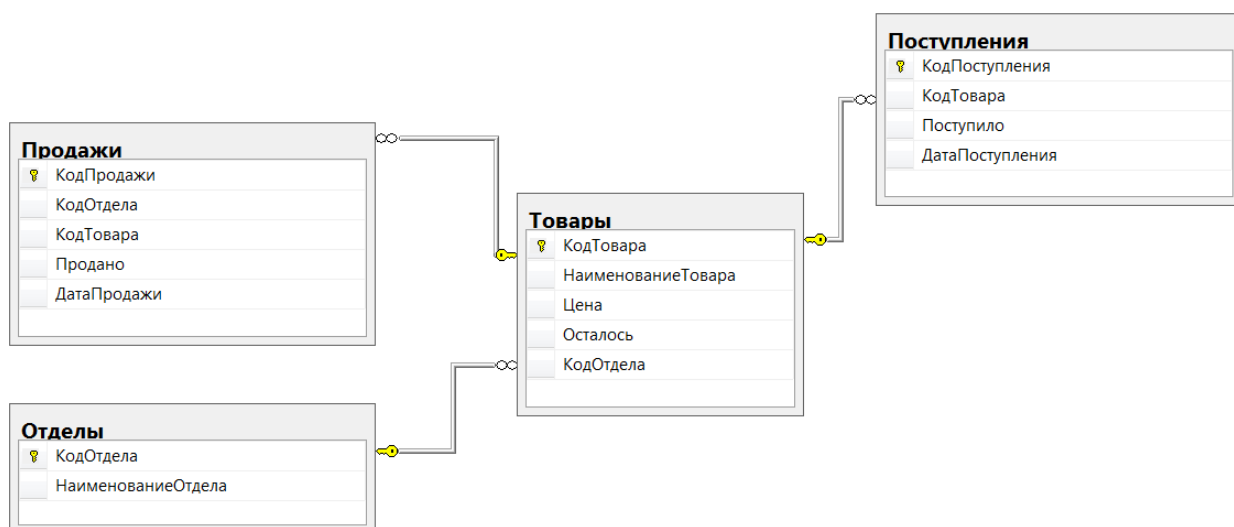 Продажи
КодПродажи
КодОтдела
КодТовара
Продано
ДатаПродажи
Отделы
КодОтдела
НаименованиеОтдела
Товары
КодТовара
НаименованиеТовара
Цена
Осталось
КодОтдела
Поступления
КодПоступления
КодТовара
Поступило
ДатаПоступления